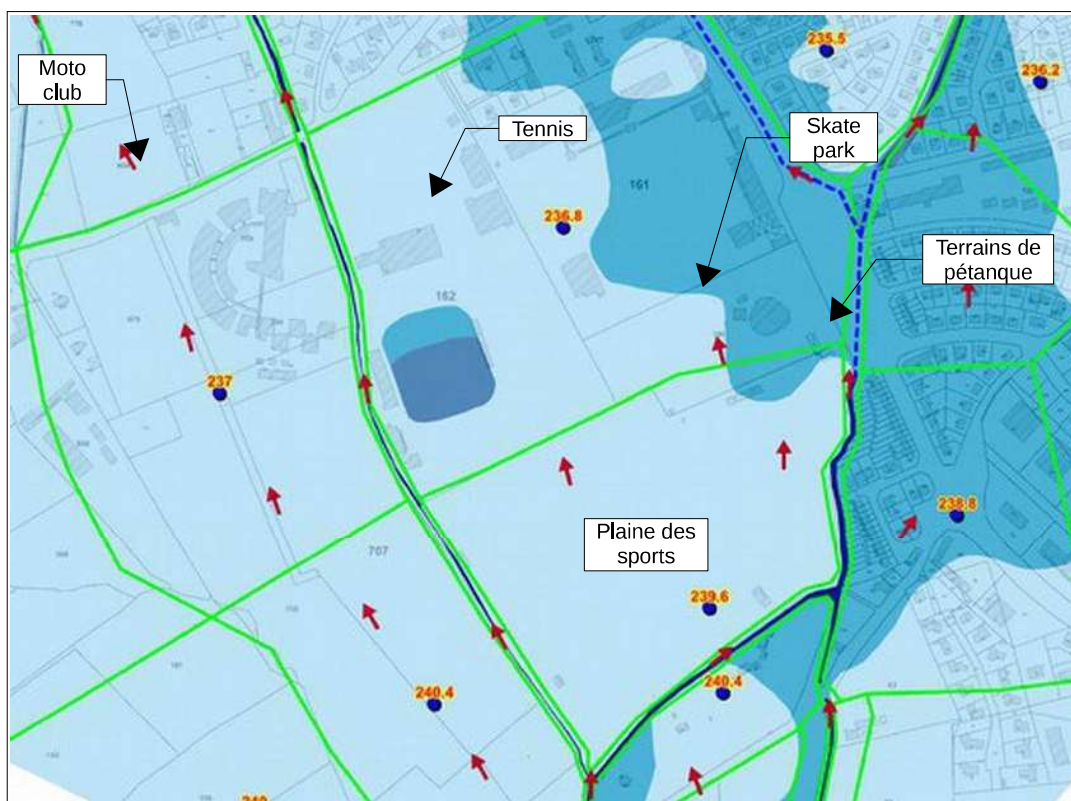 235.5
236.2
Moto
club
Tennis
Skate
park
161
236.8
Terrains de
pétanque
162
237
238.8
Plaine des
sports
707
239.6
240.4
240.4
240